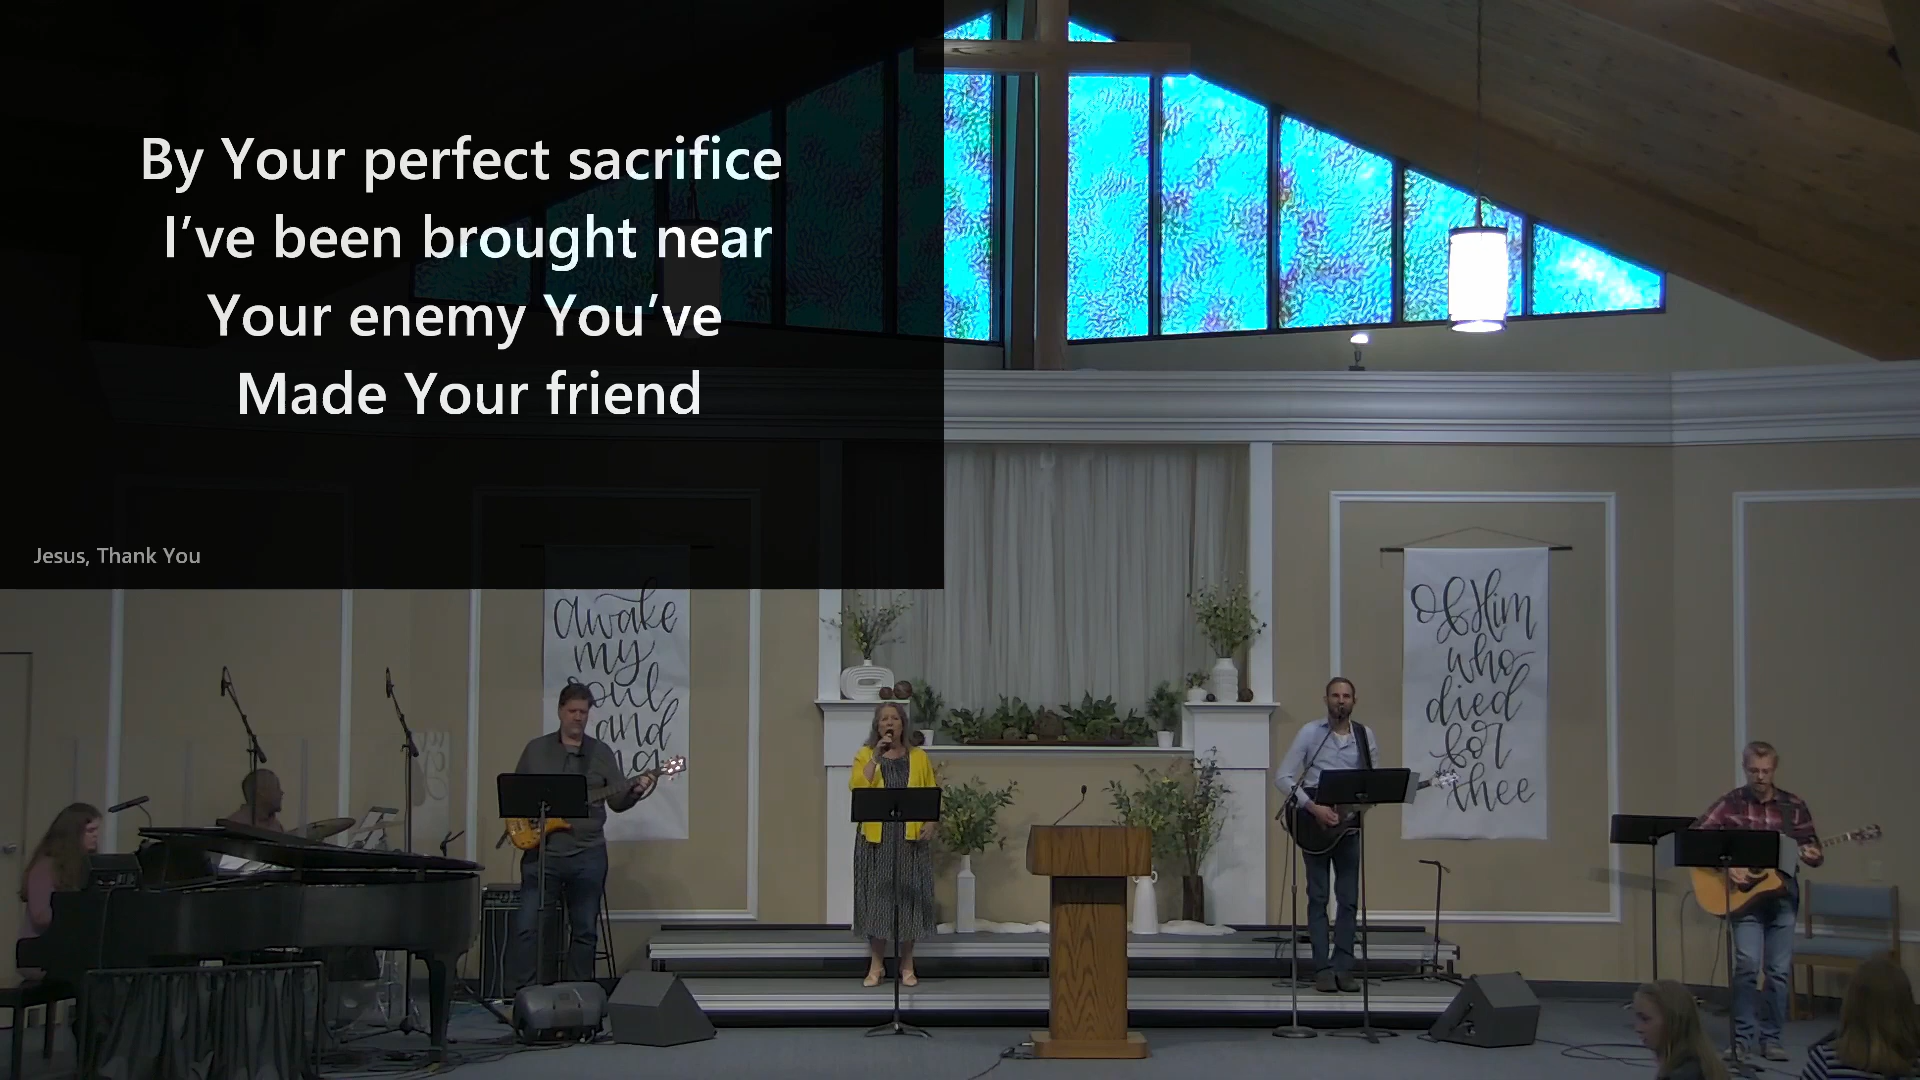 By Your perfect sacrifice
I’ve been brought near
Your enemy You’ve
Made Your friend
Jesus, Thank You
awake
my
soul
and
Of Him
who
died
for
thee